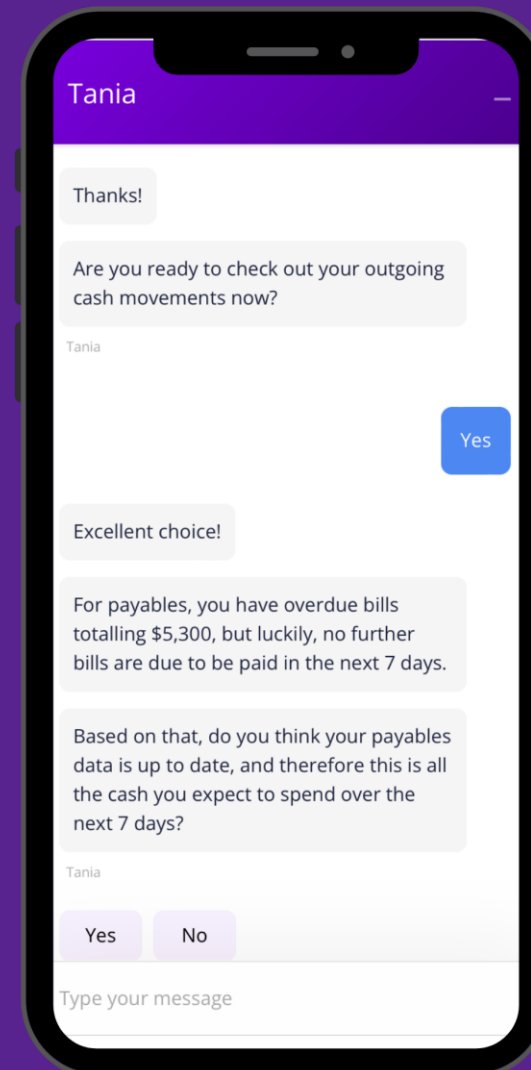 Tania
Thanks!
Are you ready to check out your outgoing
cash movements now?
Tania
Yes
Excellent choice!
For payables, you have overdue bills
totalling $5,300, but luckily, no further
bills are due to be paid in the next 7 days.
Based on that, do you think your payables
data is up to date, and therefore this is all
the cash you expect to spend over the
next 7 days?
Tania
Yes
No
Type your message